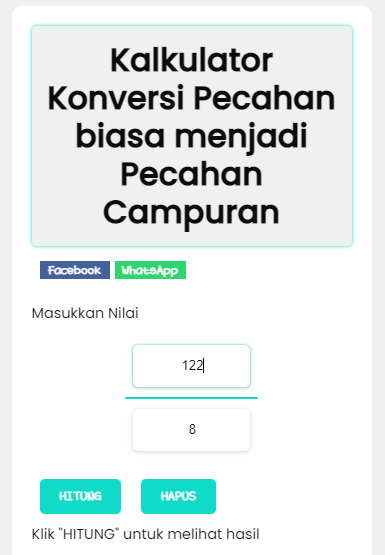 Kalkulator
Konversi Pecahan
biasa menjadi
Pecahan
Campuran
Facebook WhatsApp
Masukkan Nilai
122
8
HITUNG HAPUS
Klik "HITUNG" untuk melihat hasil